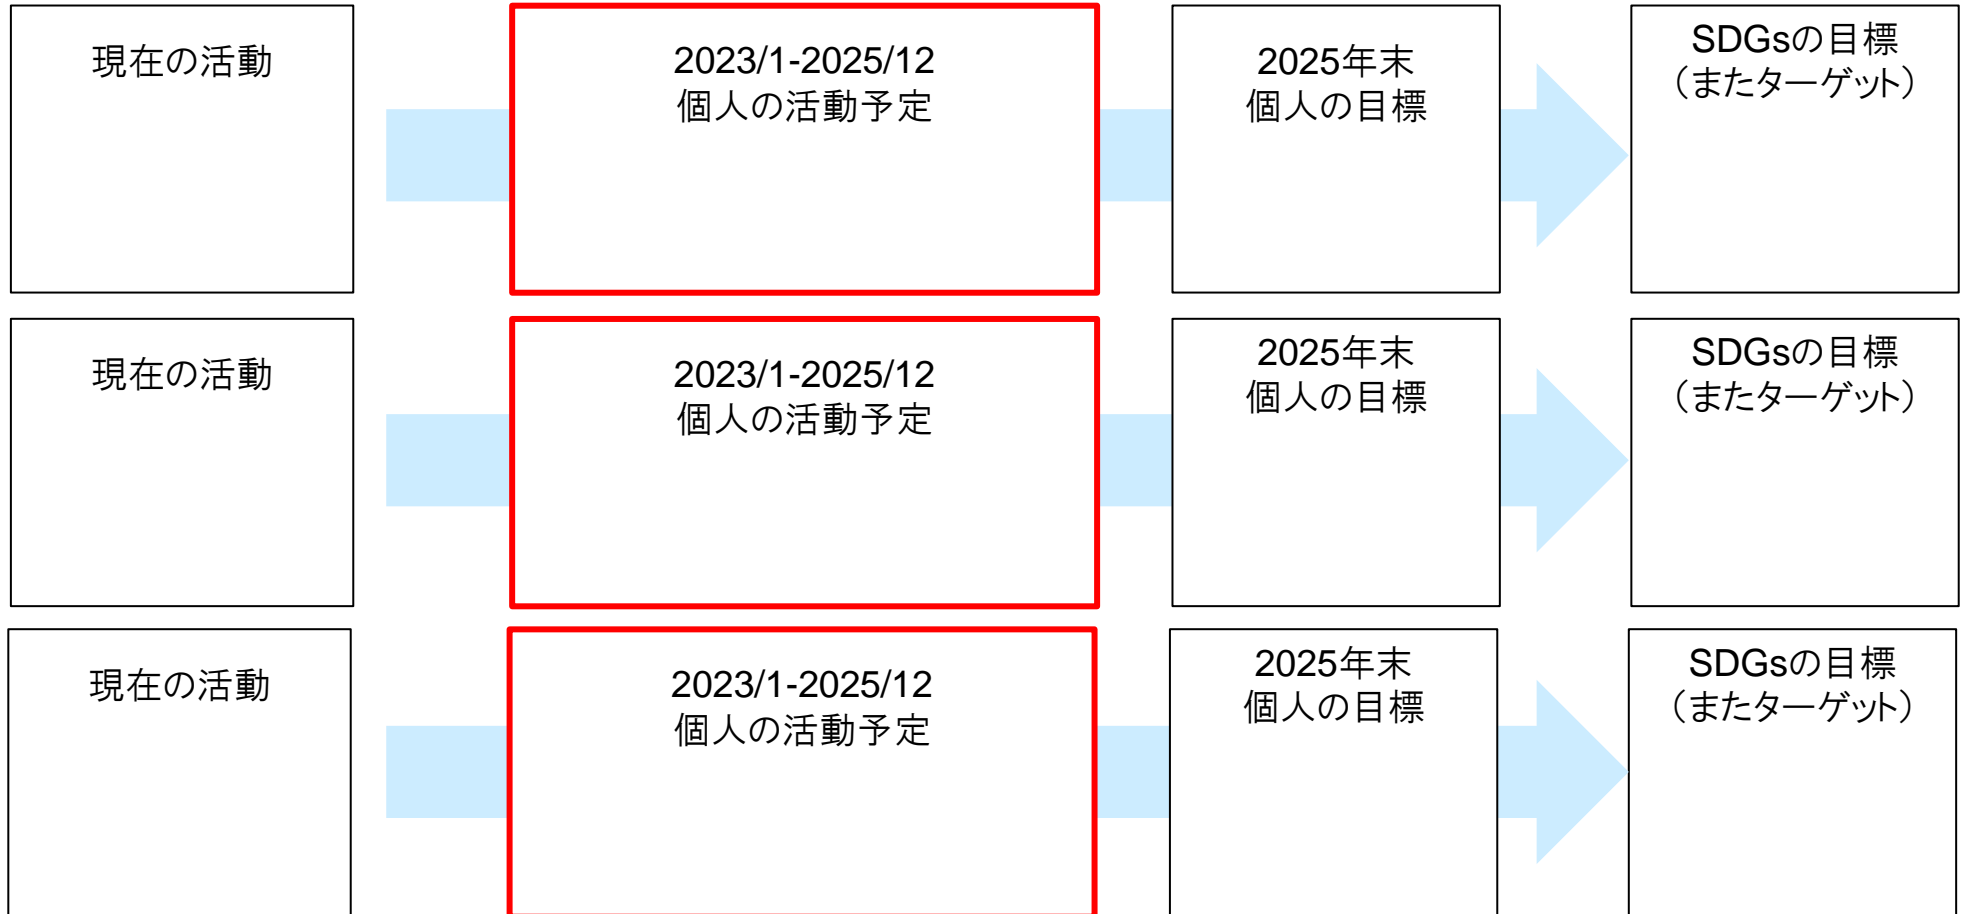 現在の活動
2023/1-2025/12
個人の活動予定
2025年末
個人の目標
SDGsの目標
（またターゲット）
現在の活動
2023/1-2025/12
個人の活動予定
2025年末
個人の目標
SDGsの目標
（またターゲット）
現在の活動
2023/1-2025/12
個人の活動予定
2025年末
個人の目標
SDGsの目標
（またターゲット）